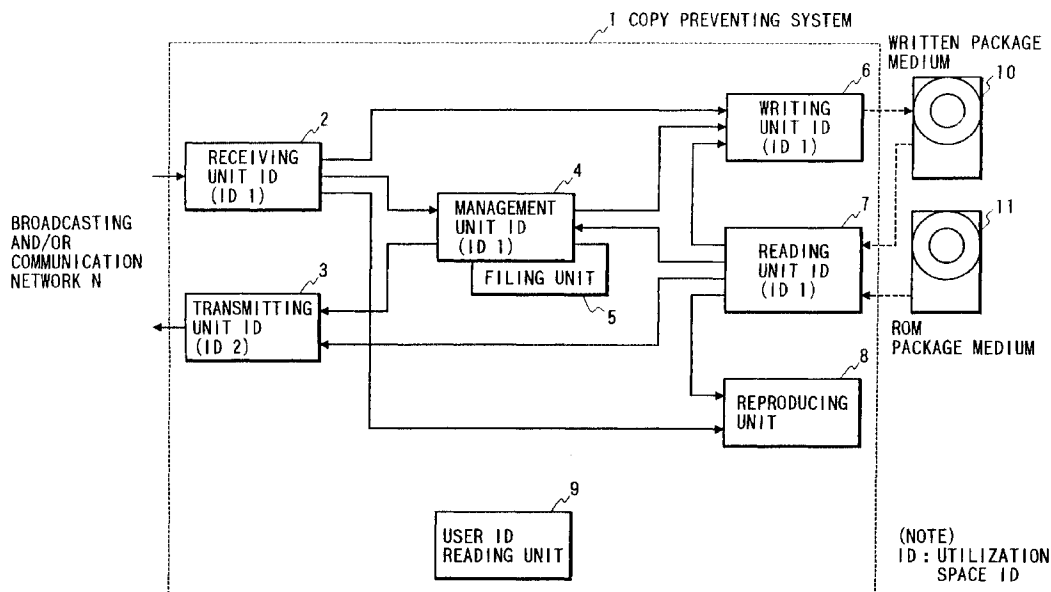 1 COPY PREVENTING SYSTEM
WRITTEN PACKAGE
MEDIUM
10
6
WRITING
UNIT ID
(ID 1)
2
RECEIVING
UNIT ID
(ID 1)
4
MANAGEMENT
UNIT ID
(ID 1)
FILING UNIT
5
7
READING
UNIT ID
(ID 1)
11
BROADCASTING
AND/OR
COMMUNICATION
NETWORK N
3
TRANSMITTING
UNIT ID
(ID 2)
ROM
PACKAGE MEDIUM
8
REPRODUCING
UNIT
9
USER ID
READING UNIT
(NOTE)
ID : UTILIZATION
SPACE ID